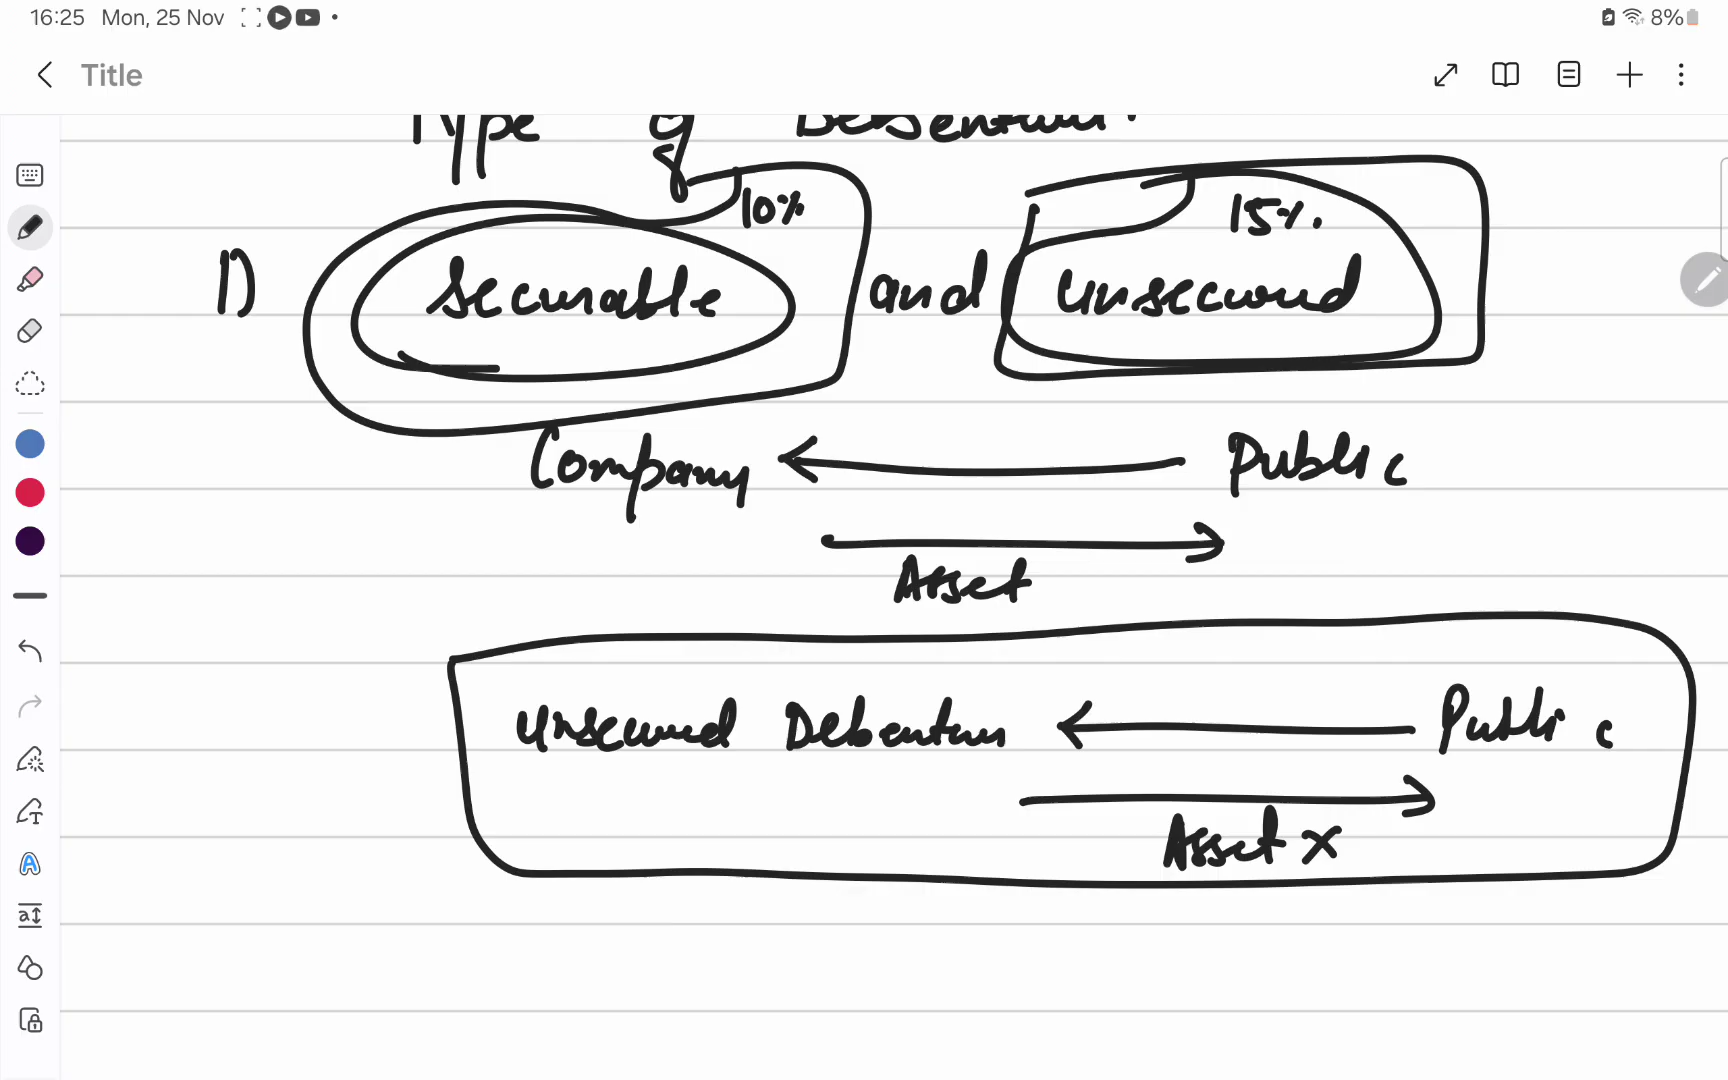 16:25 Mon, 25 Nov 8%
Title
Type of Debenture.
10% 15%.
1) Securable and unsecured
Company Public
Asset
Unsecured Debenture Public
Asset x